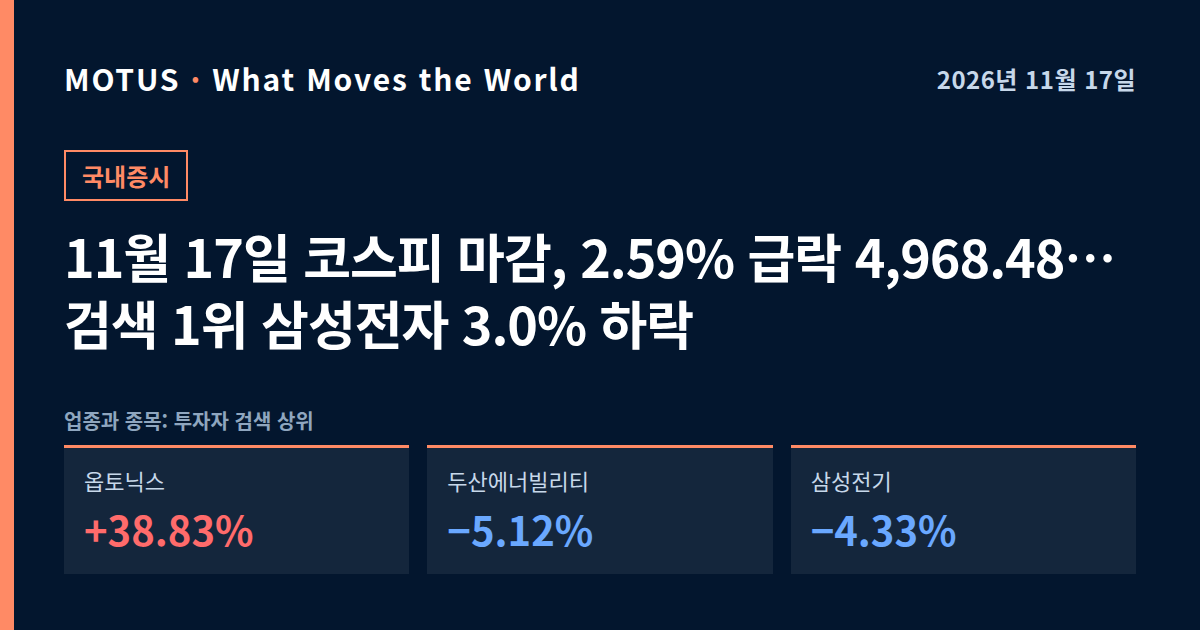 MOTUS · What Moves the World
2026년 11월 17일
국내증시
11월 17일 코스피 마감, 2.59% 급락 4,968.48…
검색 1위 삼성전자 3.0% 하락
업종과 종목: 투자자 검색 상위
옵토닉스
+38.83%
두산에너빌리티
−5.12%
삼성전기
−4.33%